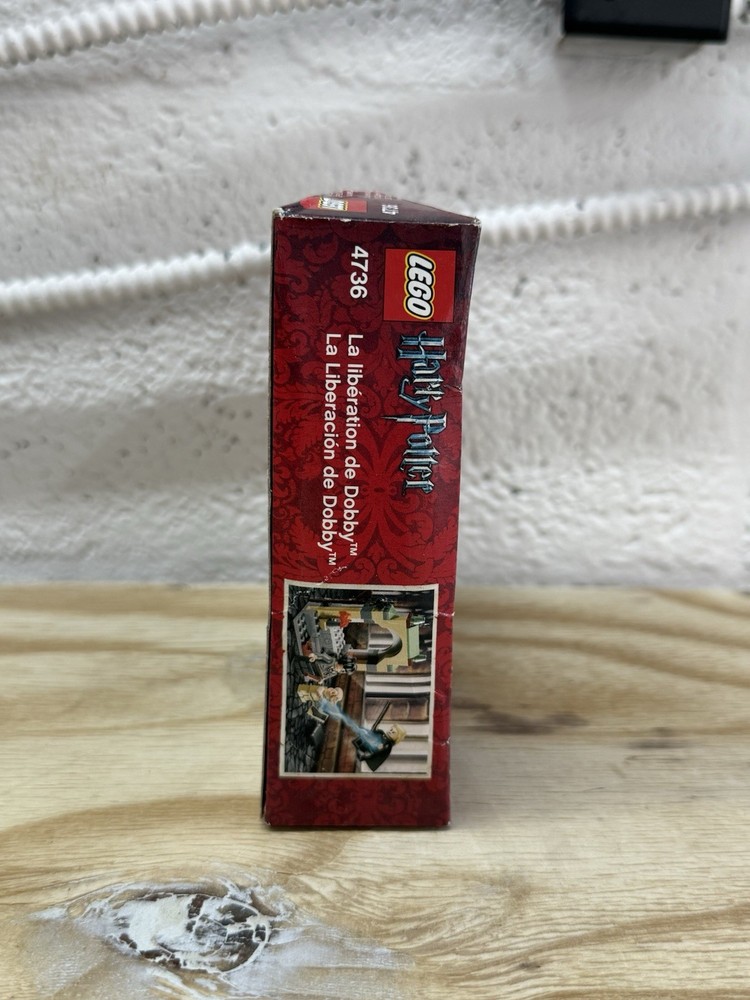 LEGO
Harry Potter
4736
La libération de Dobby™
La Liberación de Dobby™